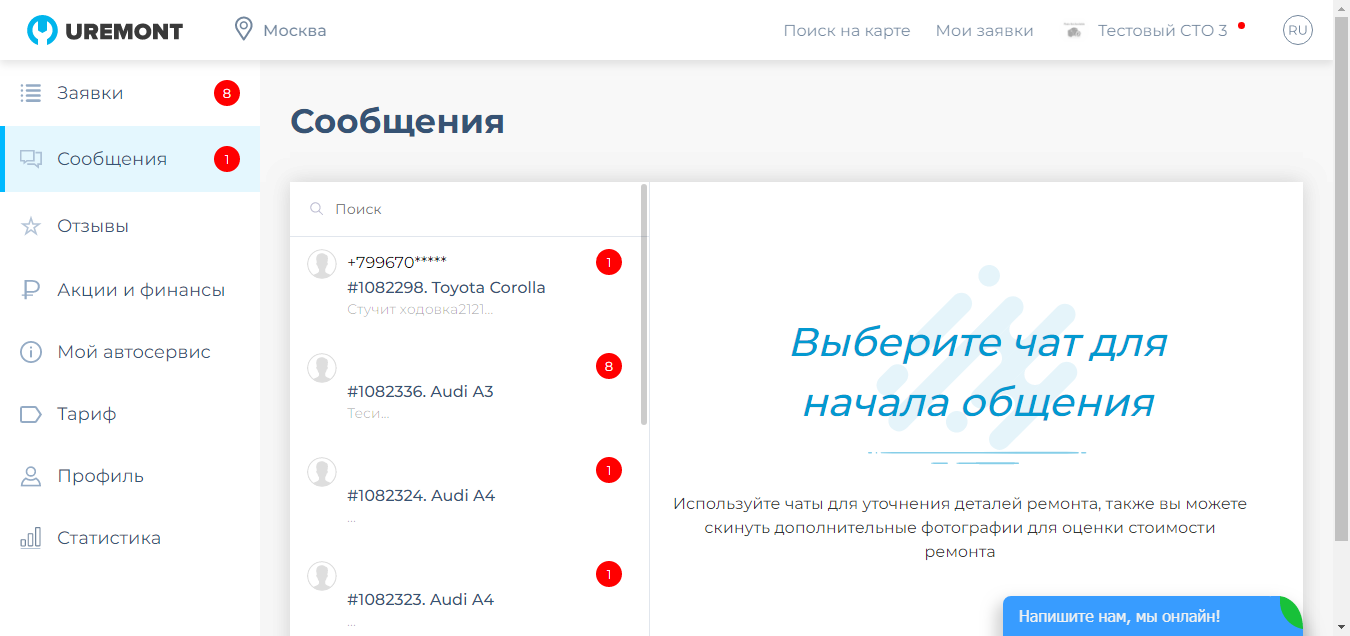 UREMONT
Москва
Поиск на карте
Мои заявки
Тестовый СТО 3
RU
Заявки
8
Сообщения
1
Отзывы
Акции и финансы
Мой автосервис
Тариф
Профиль
Статистика
Сообщения
Поиск
+799670*****
1
#1082298. Toyota Corolla
Стучит ходовка2121...
8
#1082336. Audi A3
Теси...
1
#1082324. Audi A4
...
1
#1082323. Audi A4
...
Выберите чат для
начала общения
Используйте чаты для уточнения деталей ремонта, также вы можете
скинуть дополнительные фотографии для оценки стоимости
ремонта
Напишите нам, мы онлайн!